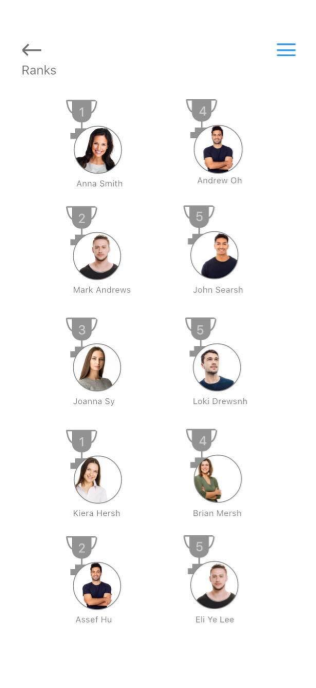 Ranks
1
4
Anna Smith
Andrew Oh
2
5
Mark Andrews
John Searsh
3
5
Joanna Sy
Loki Drewsnh
1
4
Kiera Hersh
Brian Mersh
2
5
Assef Hu
Eli Ye Lee